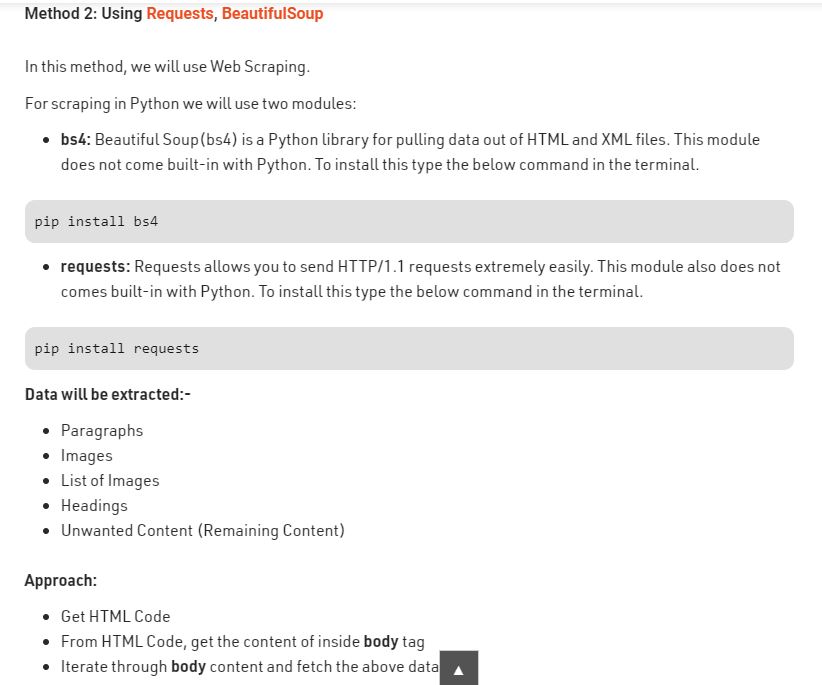 Method 2: Using Requests, BeautifulSoup
In this method, we will use Web Scraping.
For scraping in Python we will use two modules:
bs4: Beautiful Soup(bs4) is a Python library for pulling data out of HTML and XML files. This module
does not come built-in with Python. To install this type the below command in the terminal.
pip install bs4
requests: Requests allows you to send HTTP/1.1 requests extremely easily. This module also does not
comes built-in with Python. To install this type the below command in the terminal.
pip install requests
Data will be extracted:-
Paragraphs
Images
List of Images
Headings
Unwanted Content (Remaining Content)
Approach:
Get HTML Code
From HTML Code, get the content of inside body tag
Iterate through body content and fetch the above data